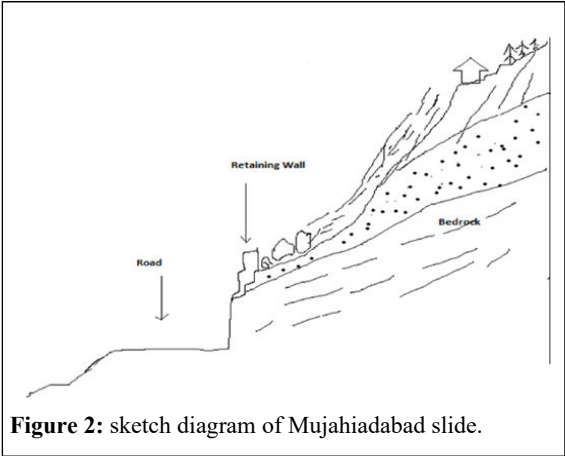 Retaining Wall
Bedrock
Road
Figure 2: sketch diagram of Mujahiadabad slide.